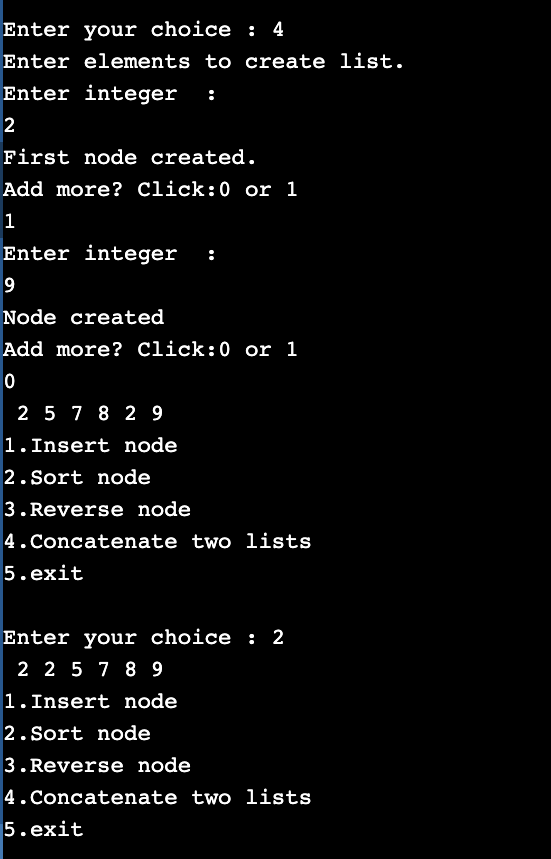 Enter your choice : 4
Enter elements to create list.
Enter integer  :
2
First node created.
Add more? Click:0 or 1
1
Enter integer  :
9
Node created
Add more? Click:0 or 1
0
 2 5 7 8 2 9
1.Insert node
2.Sort node
3.Reverse node
4.Concatenate two lists
5.exit

Enter your choice : 2
 2 2 5 7 8 9
1.Insert node
2.Sort node
3.Reverse node
4.Concatenate two lists
5.exit